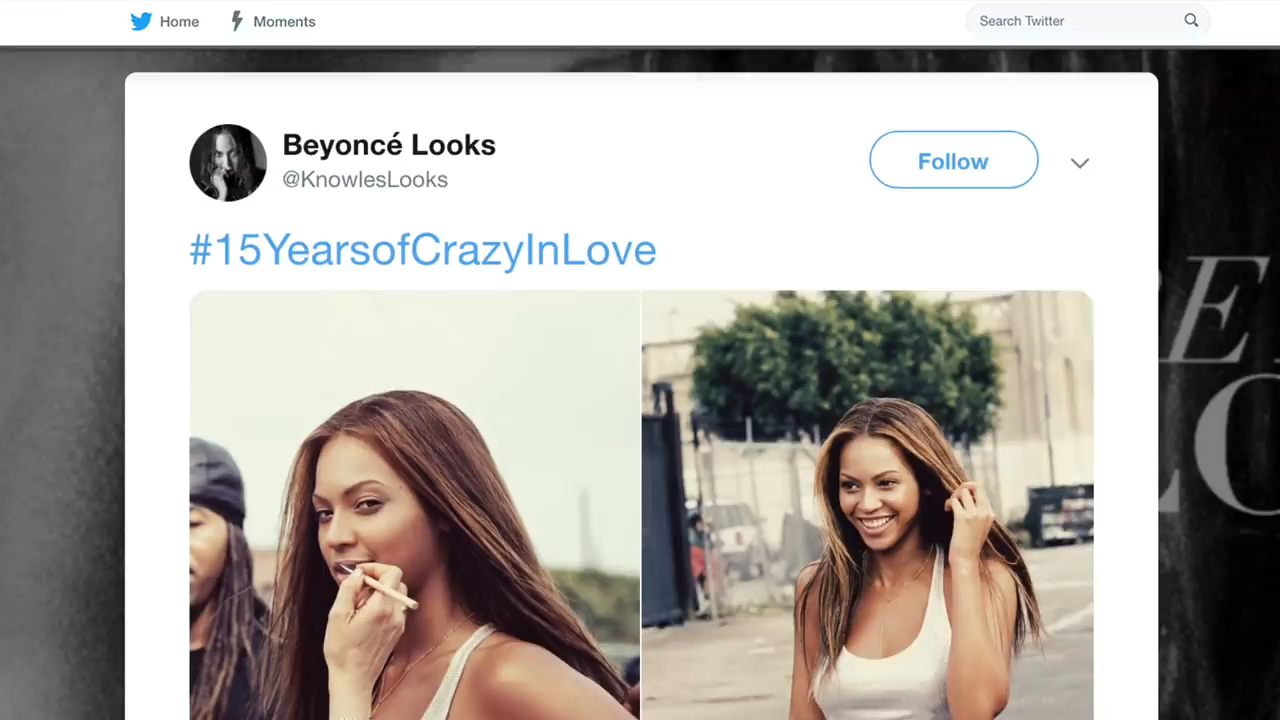 Home
Moments
Search Twitter
Beyoncé Looks
@KnowlesLooks
Follow
#15YearsofCrazyInLove